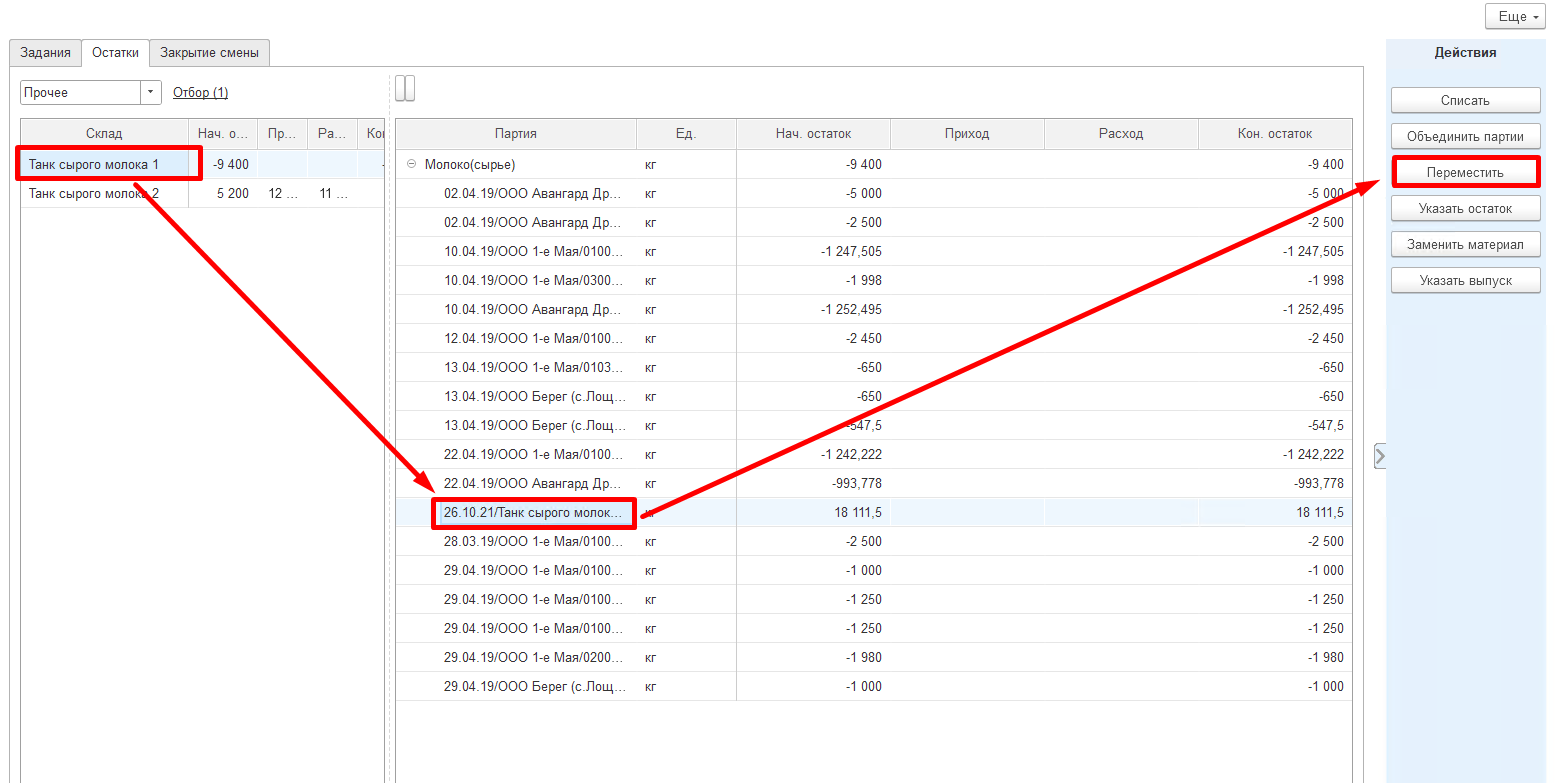 Еще
Задания Остатки Закрытие смены
Действия
Прочее Отбор (1)
Списать
Объединить партии
Переместить
Указать остаток
Заменить материал
Указать выпуск
Склад Нач. о... Пр... Ра... Ко
Танк сырого молока 1 -9 400 -
Танк сырого молока 2 5 200 12 ... 11 ...
Партия Ед. Нач. остаток Приход Расход Кон. остаток
Молоко(сырье) кг -9 400 -9 400
02.04.19/ООО Авангард Др... кг -5 000 -5 000
02.04.19/ООО Авангард Др... кг -2 500 -2 500
10.04.19/ООО 1-е Мая/0100... кг -1 247,505 -1 247,505
10.04.19/ООО 1-е Мая/0300... кг -1 998 -1 998
10.04.19/ООО Авангард Др... кг -1 252,495 -1 252,495
12.04.19/ООО 1-е Мая/0100... кг -2 450 -2 450
13.04.19/ООО 1-е Мая/0103... кг -650 -650
13.04.19/ООО Берег (с.Лощ... кг -650 -650
13.04.19/ООО Берег (с.Лощ... кг -547,5 -547,5
22.04.19/ООО 1-е Мая/0100... кг -1 242,222 -1 242,222
22.04.19/ООО Авангард Др... кг -993,778 -993,778
26.10.21/Танк сырого молок... кг 18 111,5 18 111,5
28.03.19/ООО 1-е Мая/0100... кг -2 500 -2 500
29.04.19/ООО 1-е Мая/0100... кг -1 000 -1 000
29.04.19/ООО 1-е Мая/0100... кг -1 250 -1 250
29.04.19/ООО 1-е Мая/0100... кг -1 250 -1 250
29.04.19/ООО 1-е Мая/0200... кг -1 980 -1 980
29.04.19/ООО Берег (с.Лощ... кг -1 000 -1 000